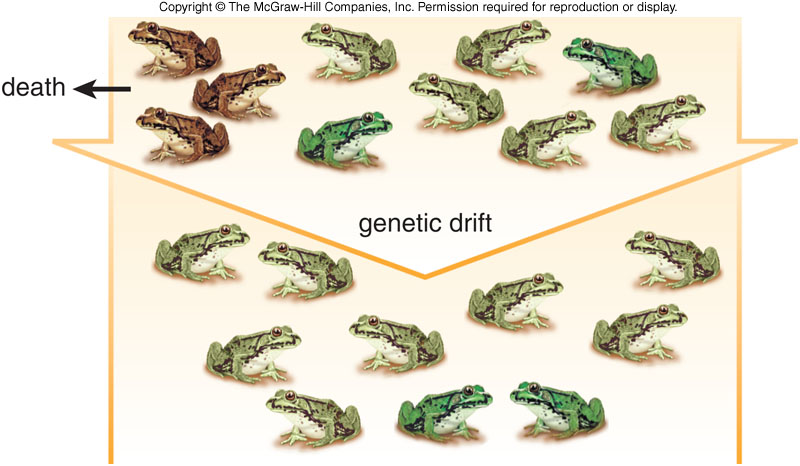 Copyright © The McGraw-Hill Companies, Inc. Permission required for reproduction or display.
death
genetic drift